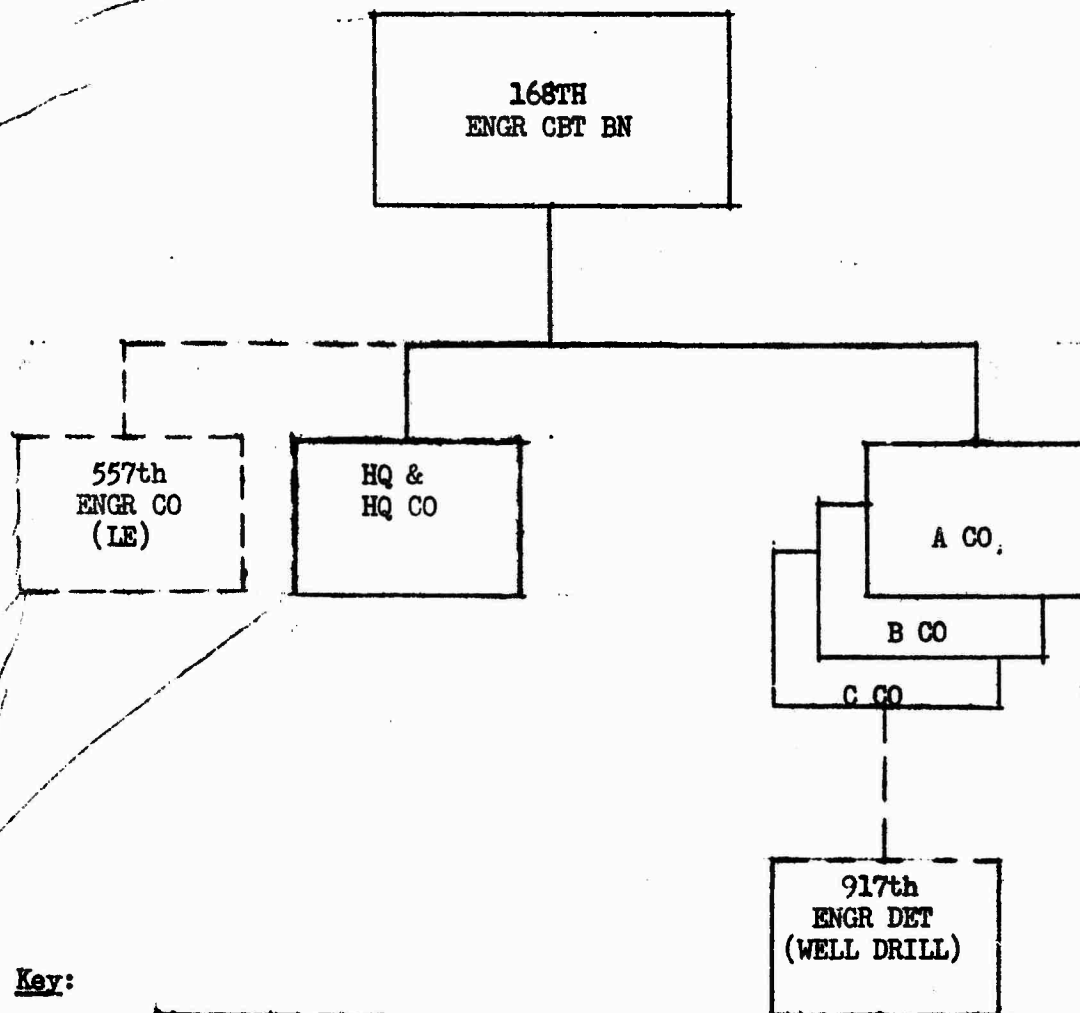 168TH
ENGR CBT BN
557th
ENGR CO
(LE)
HQ &
HQ CO
A CO.
B CO
C CO
917th
ENGR DET
(WELL DRILL)
Key: